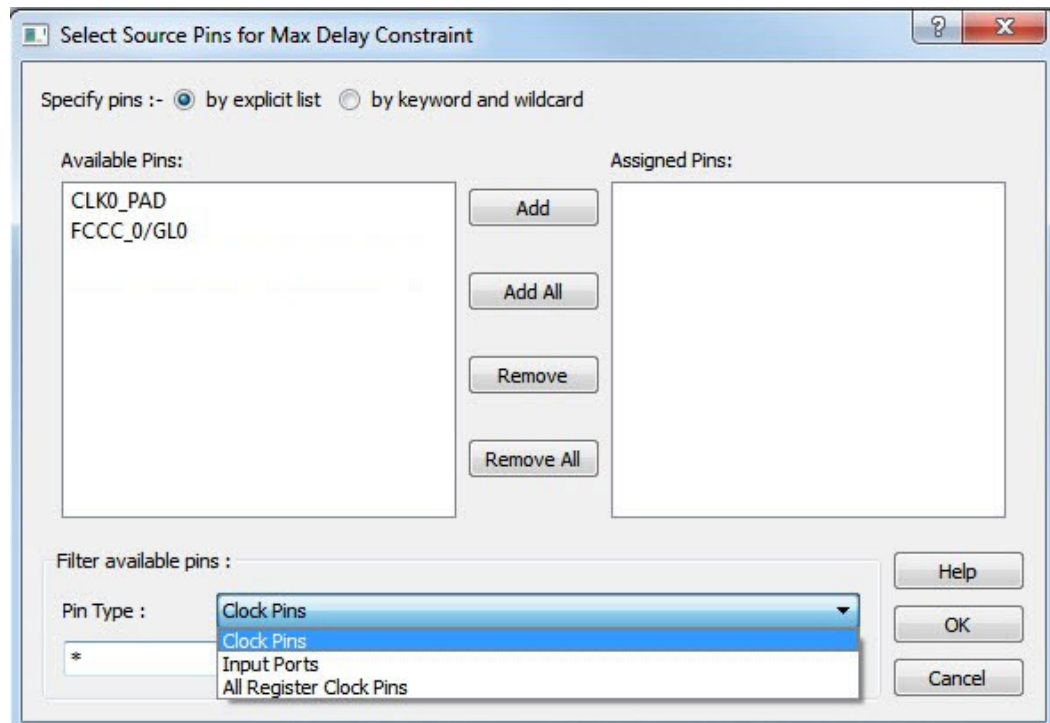 Select Source Pins for Max Delay Constraint
Specify pins :- by explicit list by keyword and wildcard
Available Pins:
Assigned Pins:
CLK0_PAD
FCCC_0/GL0
Add
Add All
Remove
Remove All
Filter available pins :
Pin Type :
Clock Pins
Clock Pins
Input Ports
All Register Clock Pins
*
Help
OK
Cancel